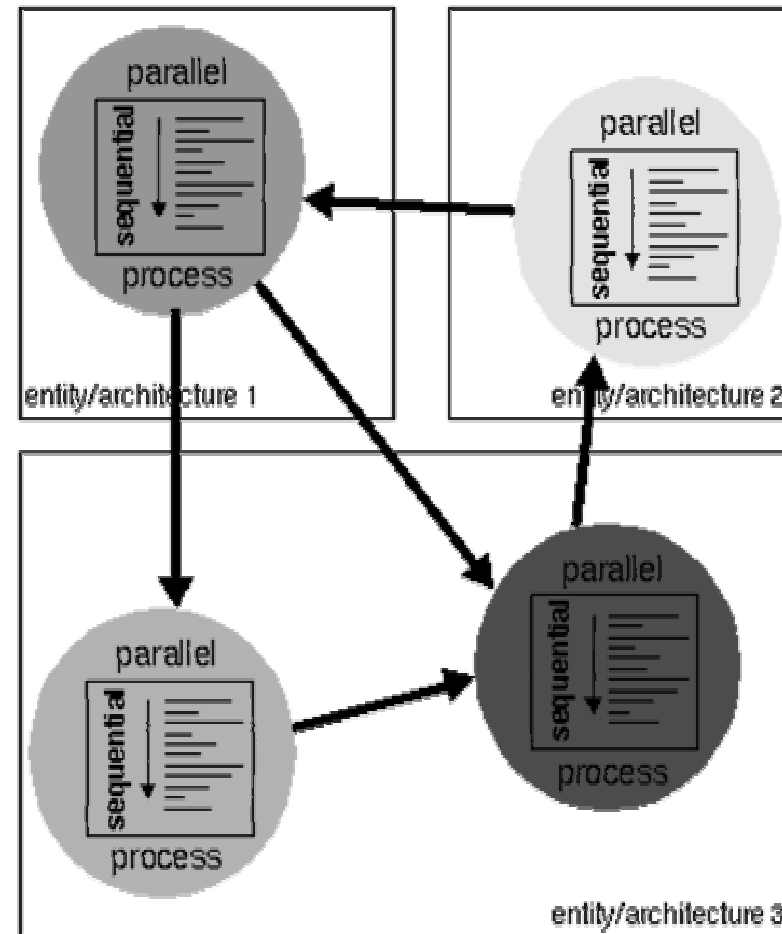 parallel
sequential
process
entity/architecture 1
parallel
sequential
process
entity/architecture 2
parallel
sequential
process
parallel
sequential
process
entity/architecture 3